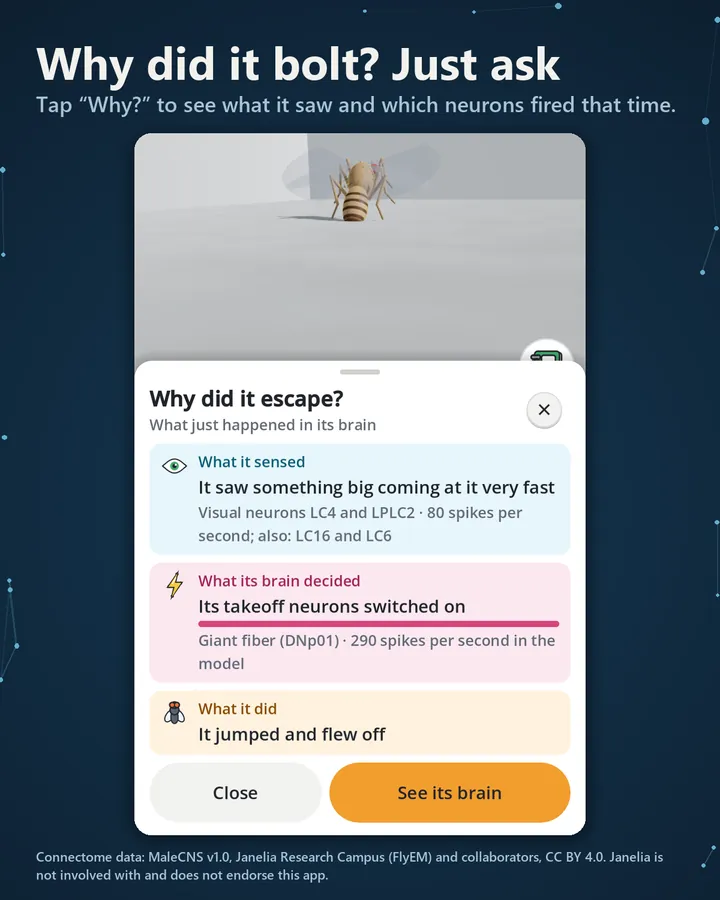 Why did it bolt? Just ask
Tap “Why?” to see what it saw and which neurons fired that time.
Why did it escape?
What just happened in its brain
What it sensed
It saw something big coming at it very fast
Visual neurons LC4 and LPLC2 · 80 spikes per
second; also: LC16 and LC6
What its brain decided
Its takeoff neurons switched on
Giant fiber (DNp01) · 290 spikes per second in the
model
What it did
It jumped and flew off
Close
See its brain
Connectome data: MaleCNS v1.0, Janelia Research Campus (FlyEM) and collaborators, CC BY 4.0. Janelia is
not involved with and does not endorse this app.